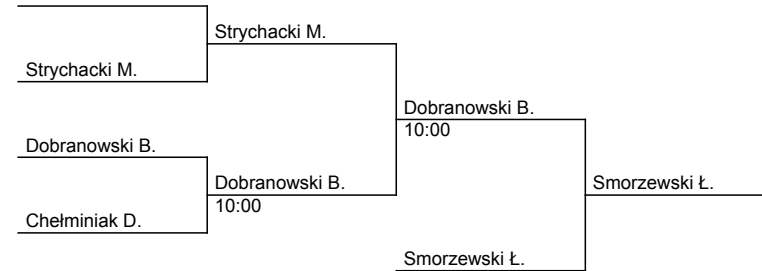 Strychacki M.
Strychacki M.
Dobranowski B.
10:00
Dobranowski B.
Dobranowski B.
10:00
Smorzewski Ł.
Chełminiak D.
Smorzewski Ł.